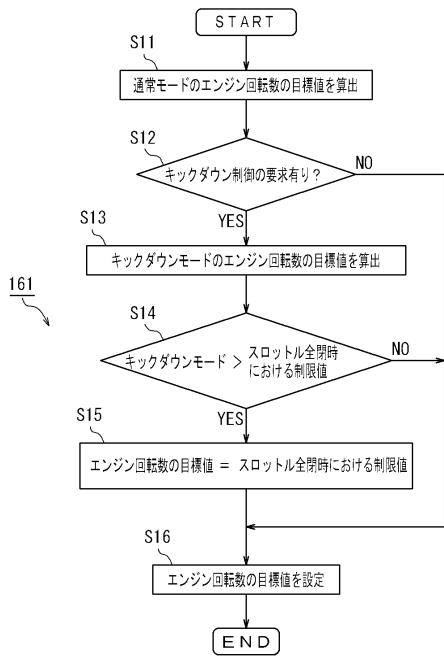 START
S11
通常モードのエンジン回転数の目標値を算出
S12
キックダウン制御の要求有り?
NO
YES
S13
キックダウンモードのエンジン回転数の目標値を算出
161
S14
キックダウンモード > スロットル全閉時
における制限値
NO
YES
S15
エンジン回転数の目標値 = スロットル全閉時における制限値
S16
エンジン回転数の目標値を設定
END